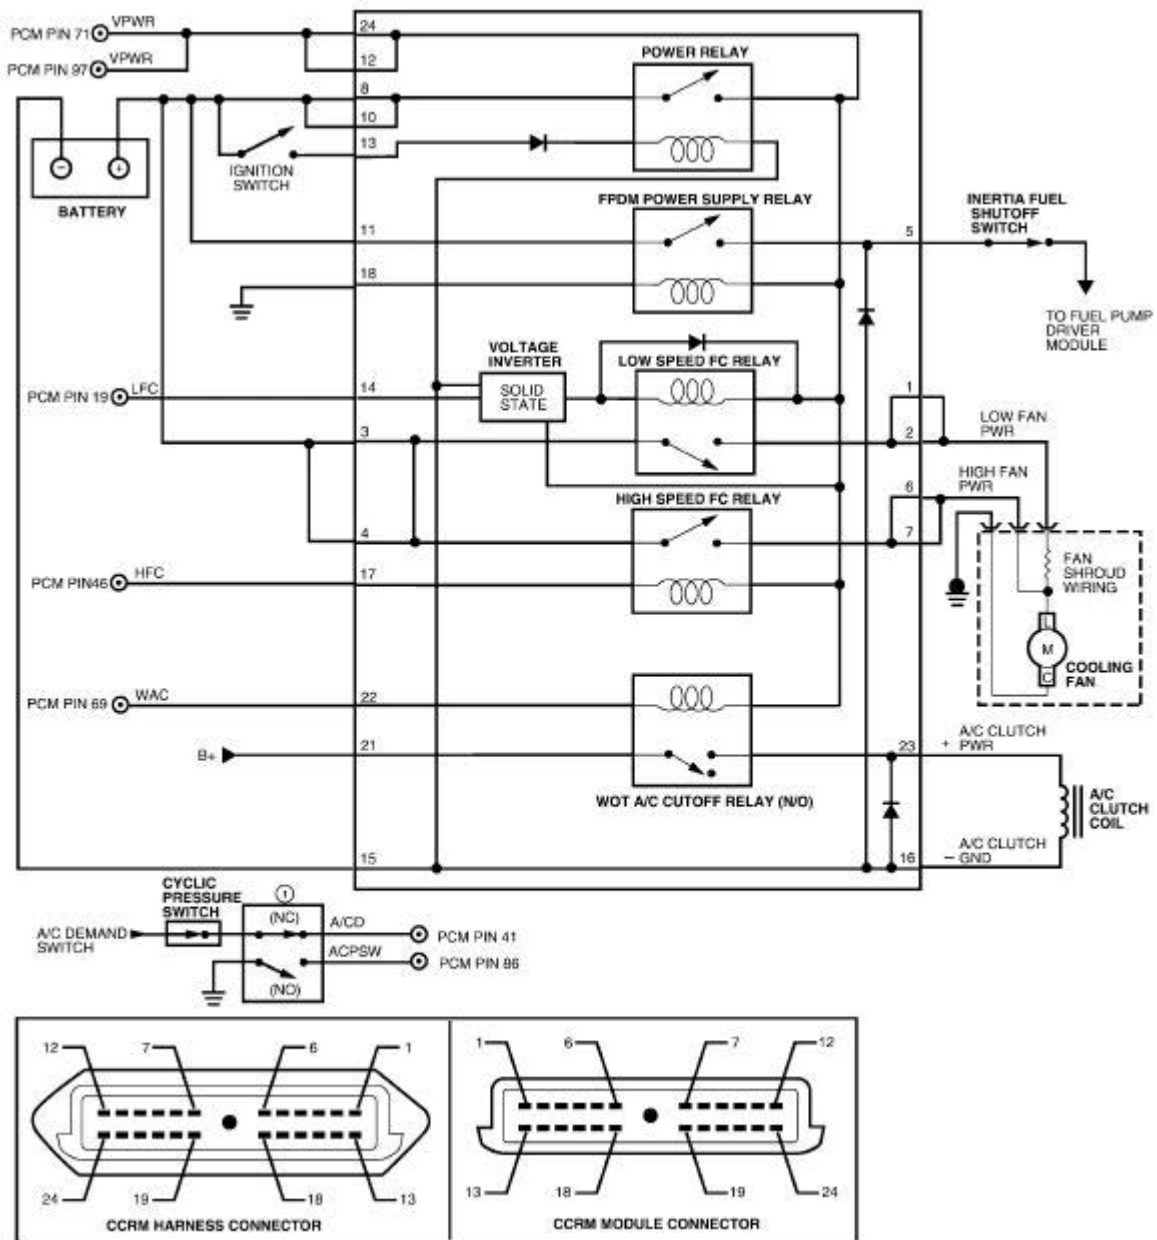 PCM PIN 71 VPWR
24
PCM PIN 97 VPWR
12
POWER RELAY
8
10
13
IGNITION
SWITCH
− +
BATTERY
FPDM POWER SUPPLY RELAY
INERTIA FUEL
SHUTOFF
SWITCH
11
5
18
TO FUEL PUMP
DRIVER
MODULE
VOLTAGE
INVERTER
SOLID
STATE
LOW SPEED FC RELAY
PCM PIN 19 LFC
14
1
3
2
LOW FAN
PWR
HIGH FAN
PWR
6
HIGH SPEED FC RELAY
4
7
PCM PIN46 HFC
17
FAN
SHROUD
WIRING
L
M
C
COOLING
FAN
PCM PIN 69 WAC
22
B+
21
23
+ A/C CLUTCH
PWR
WOT A/C CUTOFF RELAY (N/O)
A/C
CLUTCH
COIL
15
16
A/C CLUTCH
− GND
CYCLIC
PRESSURE
SWITCH
1
(NC)
A/C DEMAND
SWITCH
A/CD
PCM PIN 41
ACPSW
PCM PIN 86
(NO)
12 7 6 1
24 19 18 13
CCRM HARNESS CONNECTOR
1 6 7 12
13 18 19 24
CCRM MODULE CONNECTOR